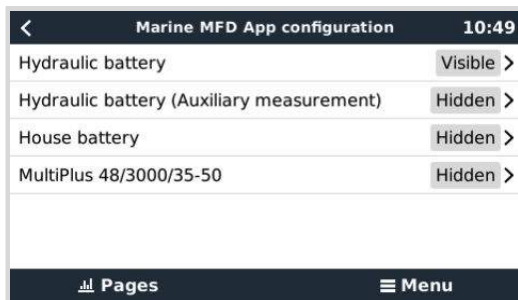 Marine MFD App configuration 10:49
Hydraulic battery Visible
Hydraulic battery (Auxiliary measurement) Hidden
House battery Hidden
MultiPlus 48/3000/35-50 Hidden
Pages Menu